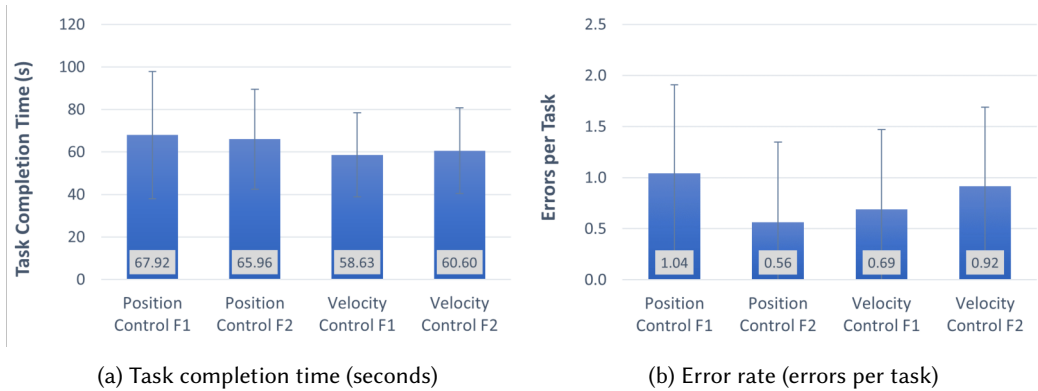 Task Completion Time (s)
120
100
80
60
40
20
0
67.92
65.96
58.63
60.60
Position
Control F1
Position
Control F2
Velocity
Control F1
Velocity
Control F2
(a) Task completion time (seconds)
Errors per Task
2.5
2.0
1.5
1.0
0.5
0.0
1.04
0.56
0.69
0.92
Position
Control F1
Position
Control F2
Velocity
Control F1
Velocity
Control F2
(b) Error rate (errors per task)